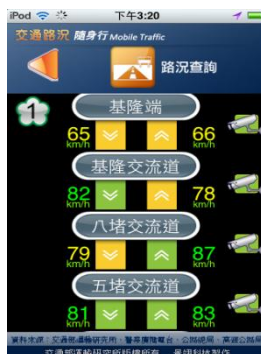 iPod 下午3:20
交通路況 隨身行 Mobile Traffic
路況查詢
1 基隆端
65 km/h 66 km/h
基隆交流道
82 km/h 78 km/h
八堵交流道
79 km/h 87 km/h
五堵交流道
81 km/h 83 km/h
資料來源：交通部運輸研究所、警察廣播電台、公路總局、高速公路局
交通部運輸研究所版權所有